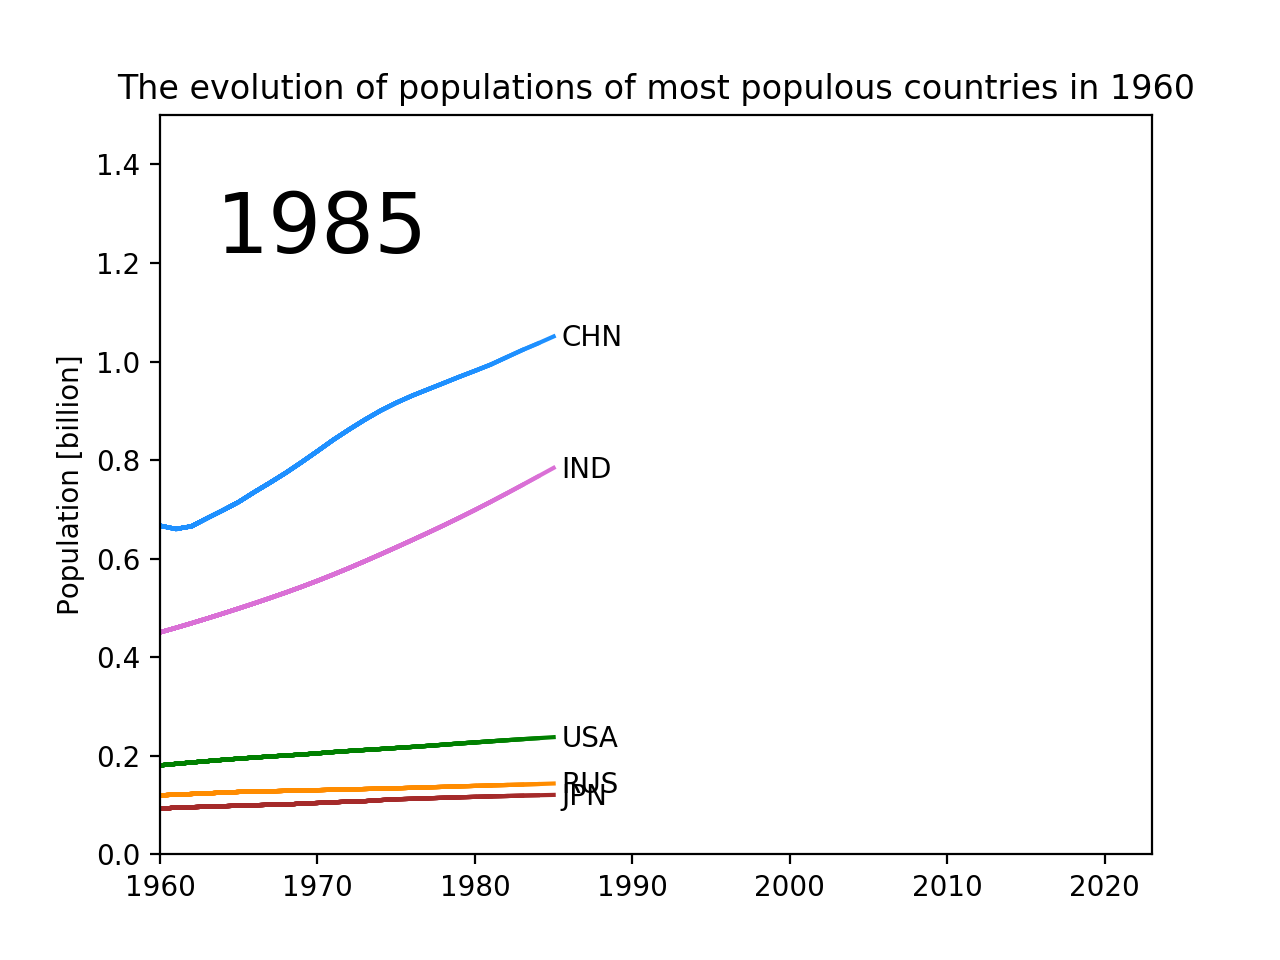 The evolution of populations of most populous countries in 1960
1985
Population [billion]
1.4
1.2
1.0
0.8
0.6
0.4
0.2
0.0
CHN
IND
USA
RUS
JPN
1960 1970 1980 1990 2000 2010 2020